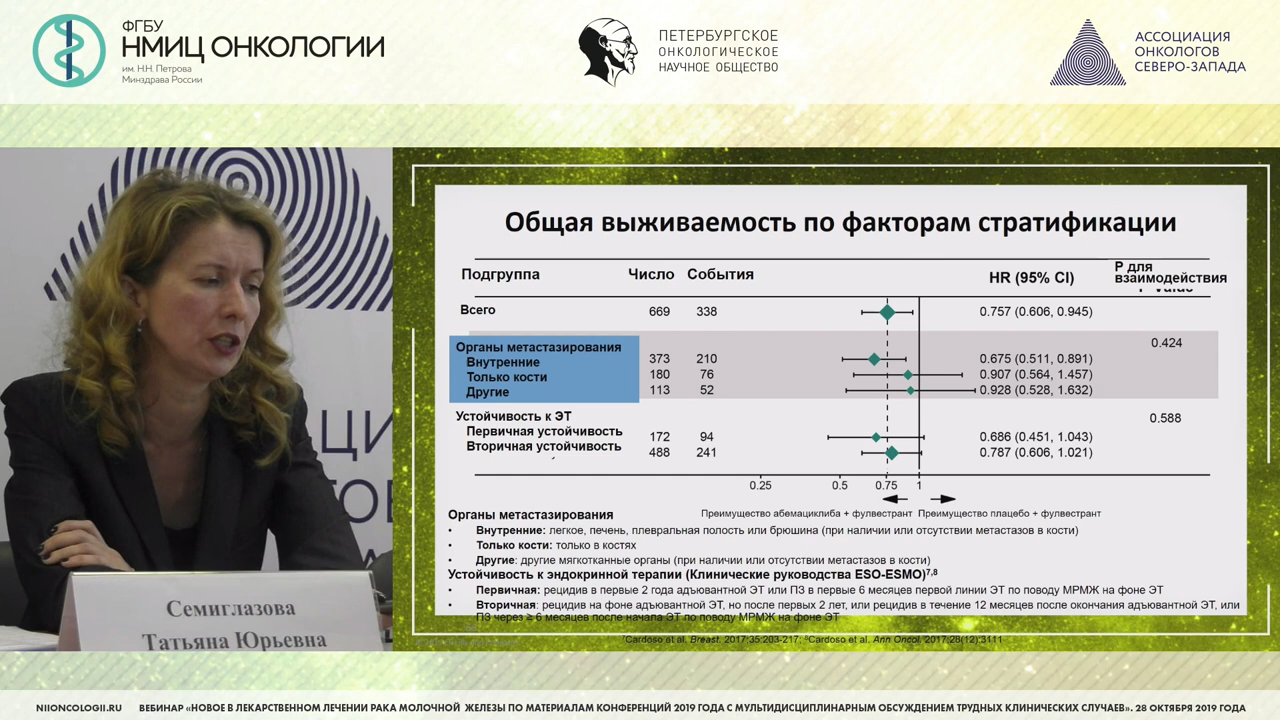 ФГБУ
НМИЦ ОНКОЛОГИИ
им. Н.Н. Петрова
Минздрава России
ПЕТЕРБУРГСКОЕ
ОНКОЛОГИЧЕСКОЕ
НАУЧНОЕ ОБЩЕСТВО
АССОЦИАЦИЯ
ОНКОЛОГОВ
СЕВЕРО-ЗАПАДА
Семиглазова
Татьяна Юрьевна
Общая выживаемость по факторам стратификации
Подгруппа Число События HR (95% CI) P для
взаимодействия
Всего 669 338 0.757 (0.606, 0.945)
Органы метастазирования 0.424
Внутренние 373 210 0.675 (0.511, 0.891)
Только кости 180 76 0.907 (0.564, 1.457)
Другие 113 52 0.928 (0.528, 1.632)
Устойчивость к ЭТ 0.588
Первичная устойчивость 172 94 0.686 (0.451, 1.043)
Вторичная устойчивость 488 241 0.787 (0.606, 1.021)
0.25 0.5 0.75 1
Преимущество абемациклиба + фулвестрант Преимущество плацебо + фулвестрант
Органы метастазирования
• Внутренние: легкое, печень, плевральная полость или брюшина (при наличии или отсутствии метастазов в кости)
• Только кости: только в костях
• Другие: другие мягкотканные органы (при наличии или отсутствии метастазов в кости)
Устойчивость к эндокринной терапии (Клинические руководства ESO-ESMO)7,8
• Первичная: рецидив в первые 2 года адъювантной ЭТ или ПЗ в первые 6 месяцев первой линии ЭТ по поводу МРМЖ на фоне ЭТ
• Вторичная: рецидив на фоне адъювантной ЭТ, но после первых 2 лет, или рецидив в течение 12 месяцев после окончания адъювантной ЭТ, или
ПЗ через ≥ 6 месяцев после начала ЭТ по поводу МРМЖ на фоне ЭТ
7Cardoso et al. Breast. 2017;35:203-217; 8Cardoso et al. Ann Oncol. 2017;28(12):3111
NIIONCOLOGII.RU ВЕБИНАР «НОВОЕ В ЛЕКАРСТВЕННОМ ЛЕЧЕНИИ РАКА МОЛОЧНОЙ ЖЕЛЕЗЫ ПО МАТЕРИАЛАМ КОНФЕРЕНЦИЙ 2019 ГОДА С МУЛЬТИДИСЦИПЛИНАРНЫМ ОБСУЖДЕНИЕМ ТРУДНЫХ КЛИНИЧЕСКИХ СЛУЧАЕВ». 28 ОКТЯБРЯ 2019 ГОДА